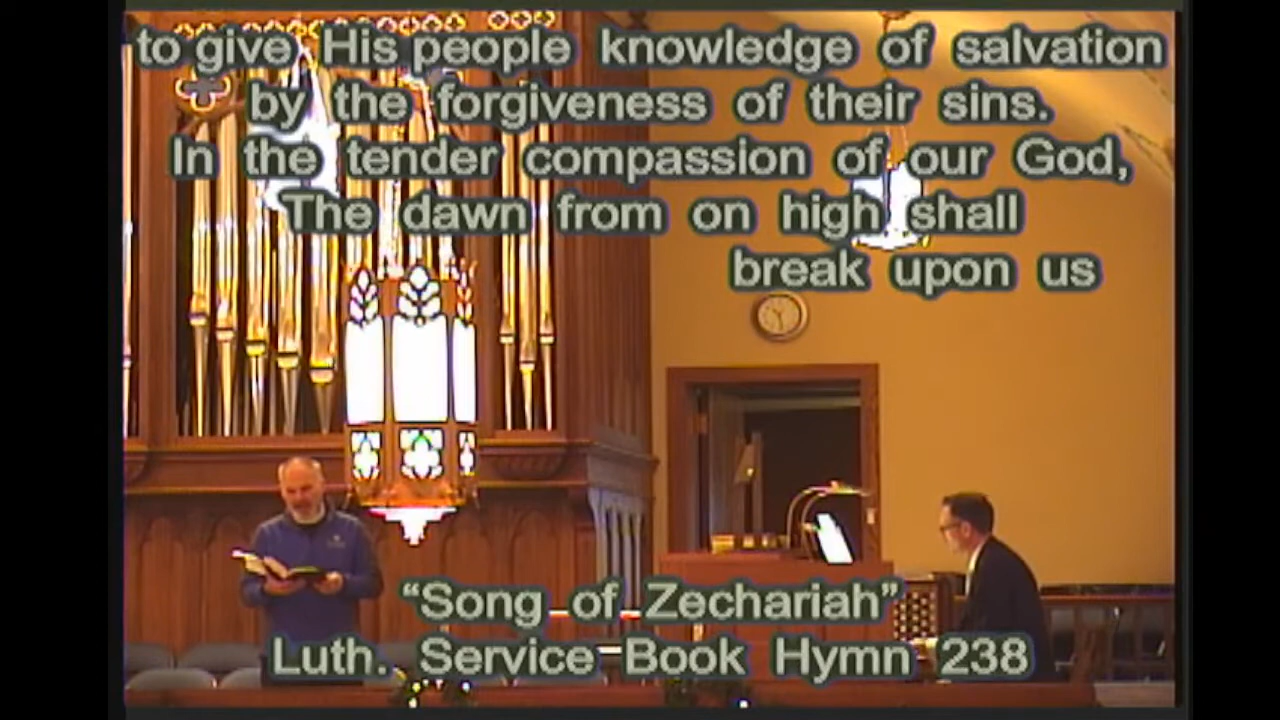 to give His people knowledge of salvation
by the forgiveness of their sins.
In the tender compassion of our God,
The dawn from on high shall
break upon us
“Song of Zechariah”
Luth. Service Book Hymn 238